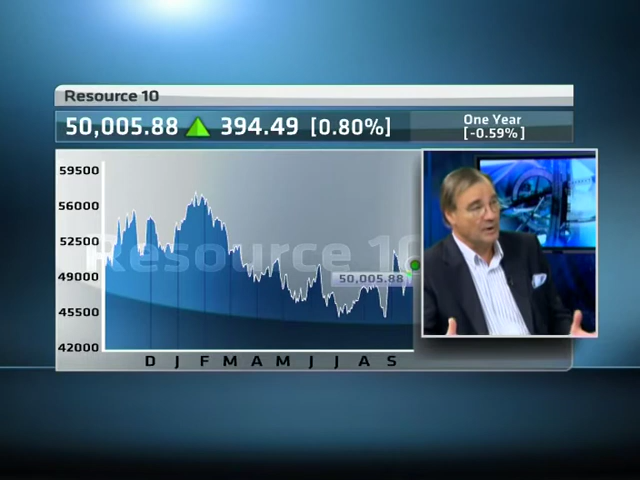 Resource 10
50,005.88 394.49 [0.80%]
One Year
[-0.59%]
59500
56000
52500
49000
45500
42000
Resource 10
50,005.88
D J F M A M J J A S